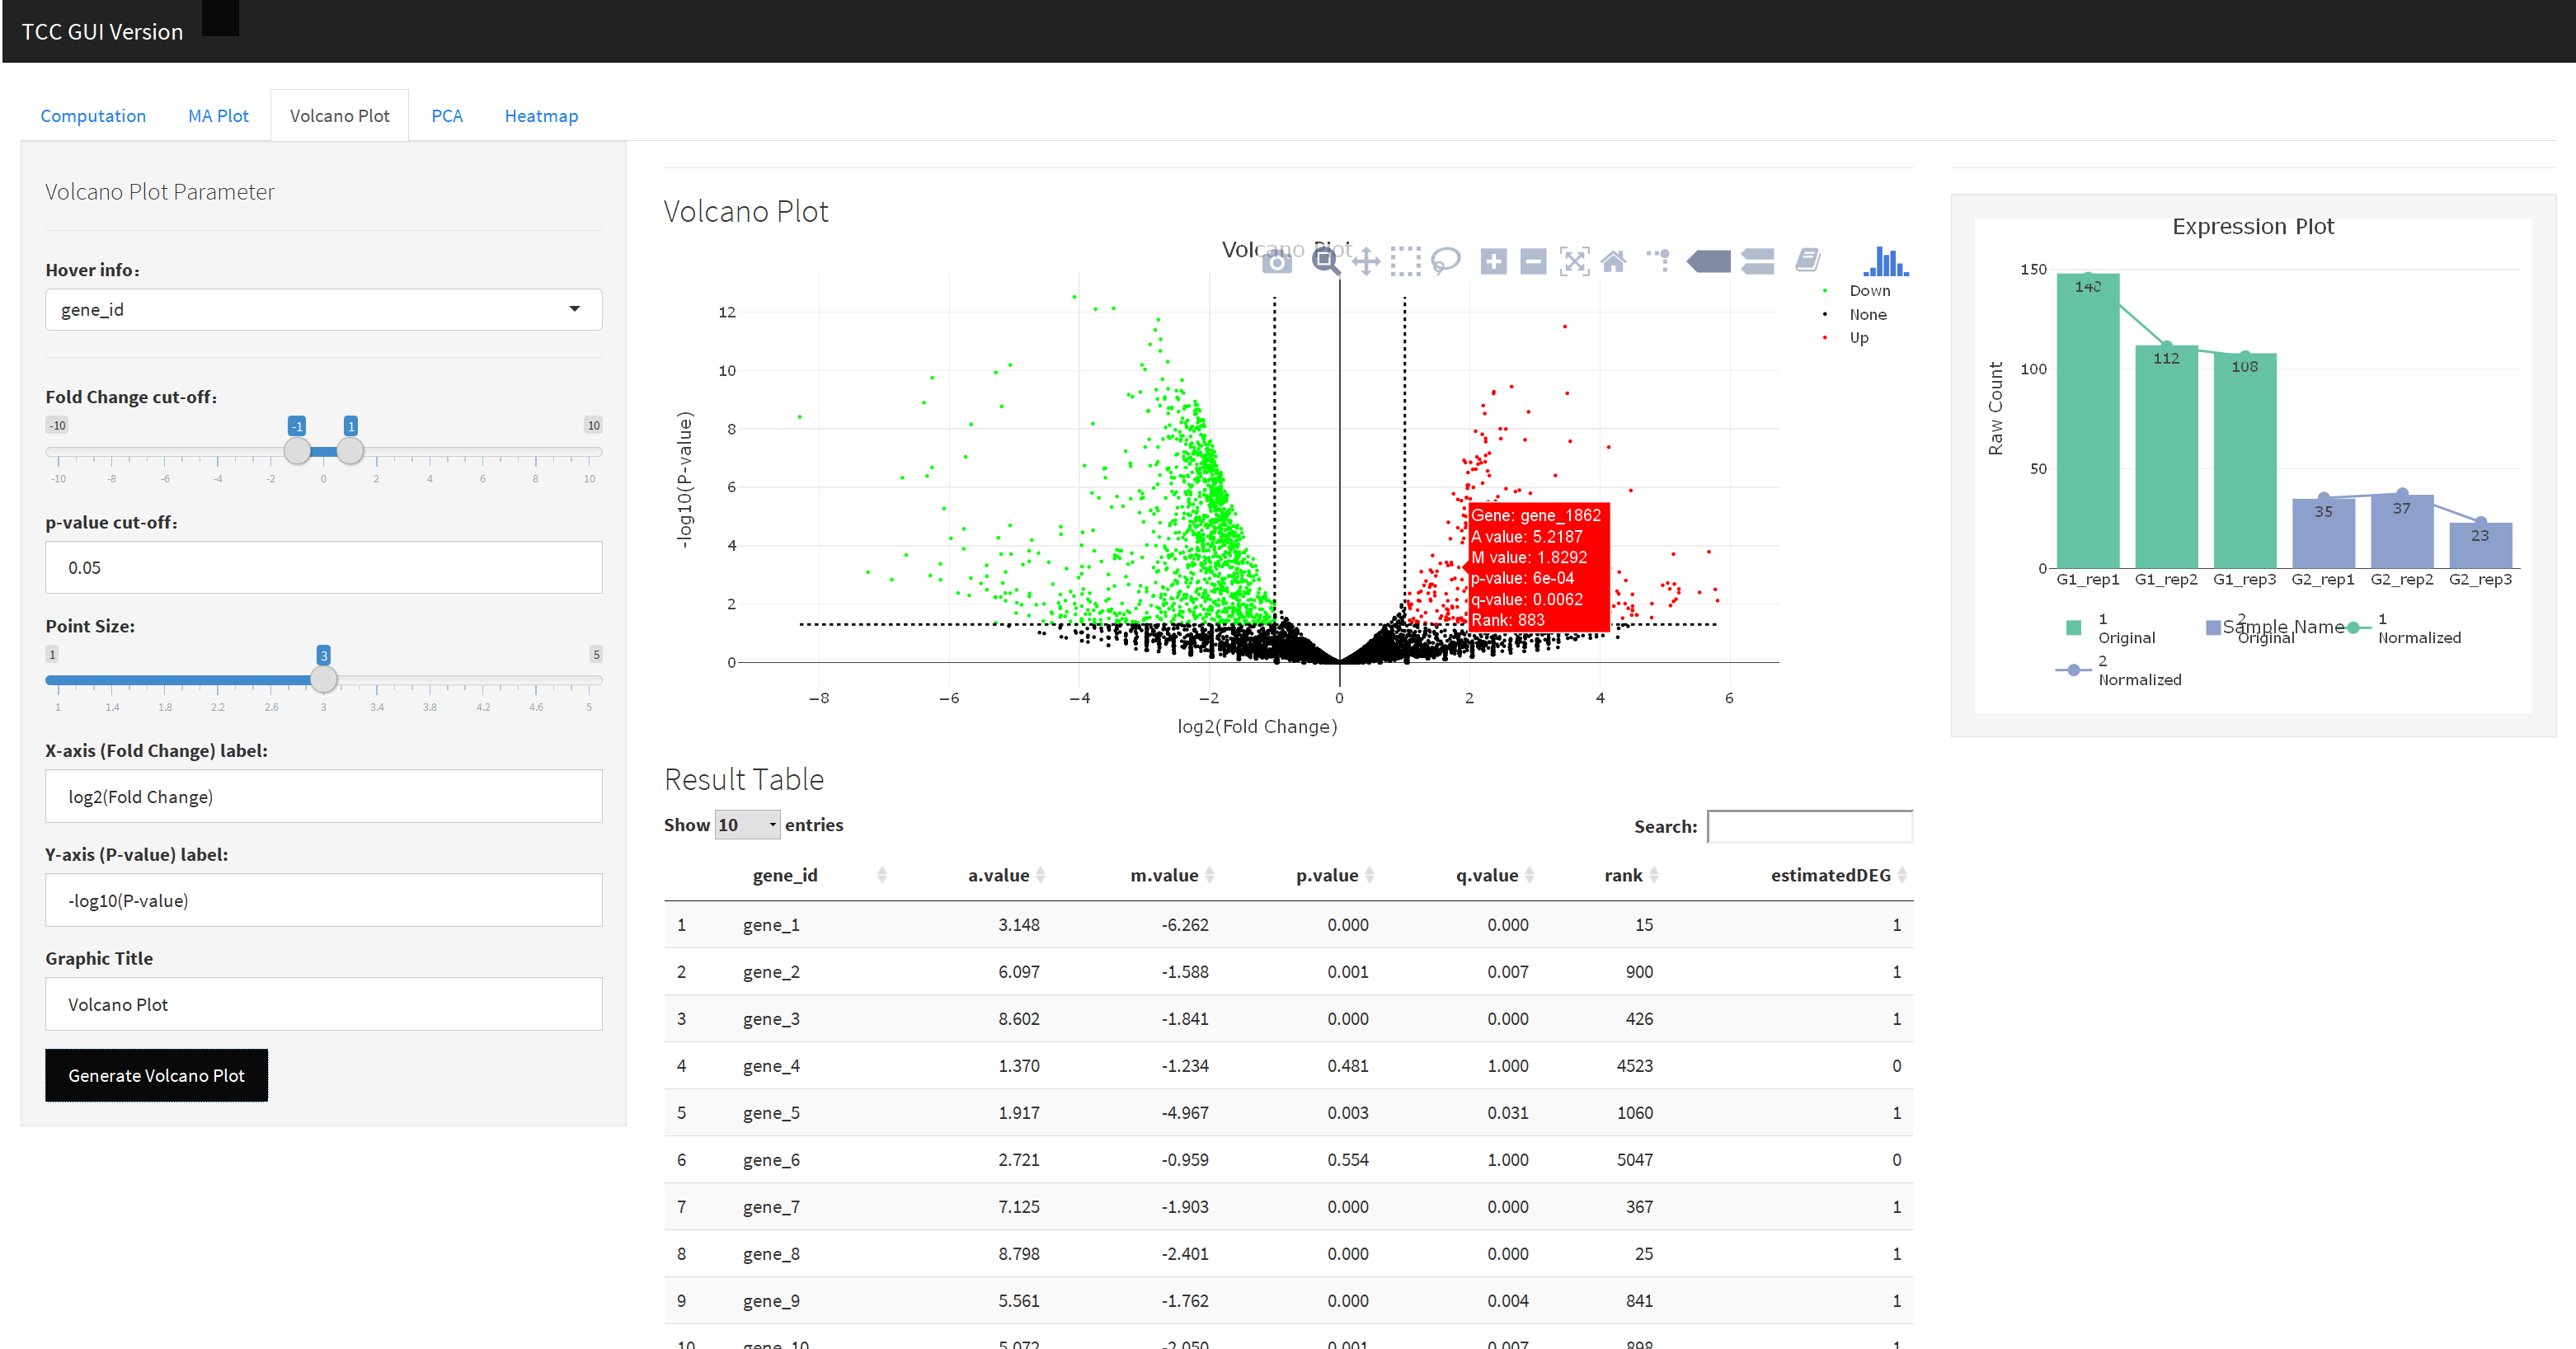 TCC GUI Version
Computation MA Plot Volcano Plot PCA Heatmap
Volcano Plot Parameter
Hover info:
gene_id
Fold Change cut-off:
-10 -1 1 10
-10 -8 -6 -4 -2 0 2 4 6 8 10
p-value cut-off:
0.05
Point Size:
1 3 5
1 1.4 1.8 2.2 2.6 3 3.4 3.8 4.2 4.6 5
X-axis (Fold Change) label:
log2(Fold Change)
Y-axis (P-value) label:
-log10(P-value)
Graphic Title
Volcano Plot
Generate Volcano Plot
Volcano Plot
Volcano Plot
Down
None
Up
12
10
8
6
4
2
0
-log10(P-value)
Gene: gene_1862
A value: 5.2187
M value: 1.8292
p-value: 6e-04
q-value: 0.0062
Rank: 883
−8 −6 −4 −2 0 2 4 6
log2(Fold Change)
Result Table
Show 10 entries
Search:
gene_id a.value m.value p.value q.value rank estimatedDEG
1 gene_1 3.148 -6.262 0.000 0.000 15 1
2 gene_2 6.097 -1.588 0.001 0.007 900 1
3 gene_3 8.602 -1.841 0.000 0.000 426 1
4 gene_4 1.370 -1.234 0.481 1.000 4523 0
5 gene_5 1.917 -4.967 0.003 0.031 1060 1
6 gene_6 2.721 -0.959 0.554 1.000 5047 0
7 gene_7 7.125 -1.903 0.000 0.000 367 1
8 gene_8 8.798 -2.401 0.000 0.000 25 1
9 gene_9 5.561 -1.762 0.000 0.004 841 1
10 gene_10 5.072 -2.050 0.001 0.007 898 1
Expression Plot
150
100
50
0
Raw Count
112
108
35
37
23
G1_rep1 G1_rep2 G1_rep3 G2_rep1 G2_rep2 G2_rep3
Sample Name
1 Original
2 Original
1 Normalized
2 Normalized